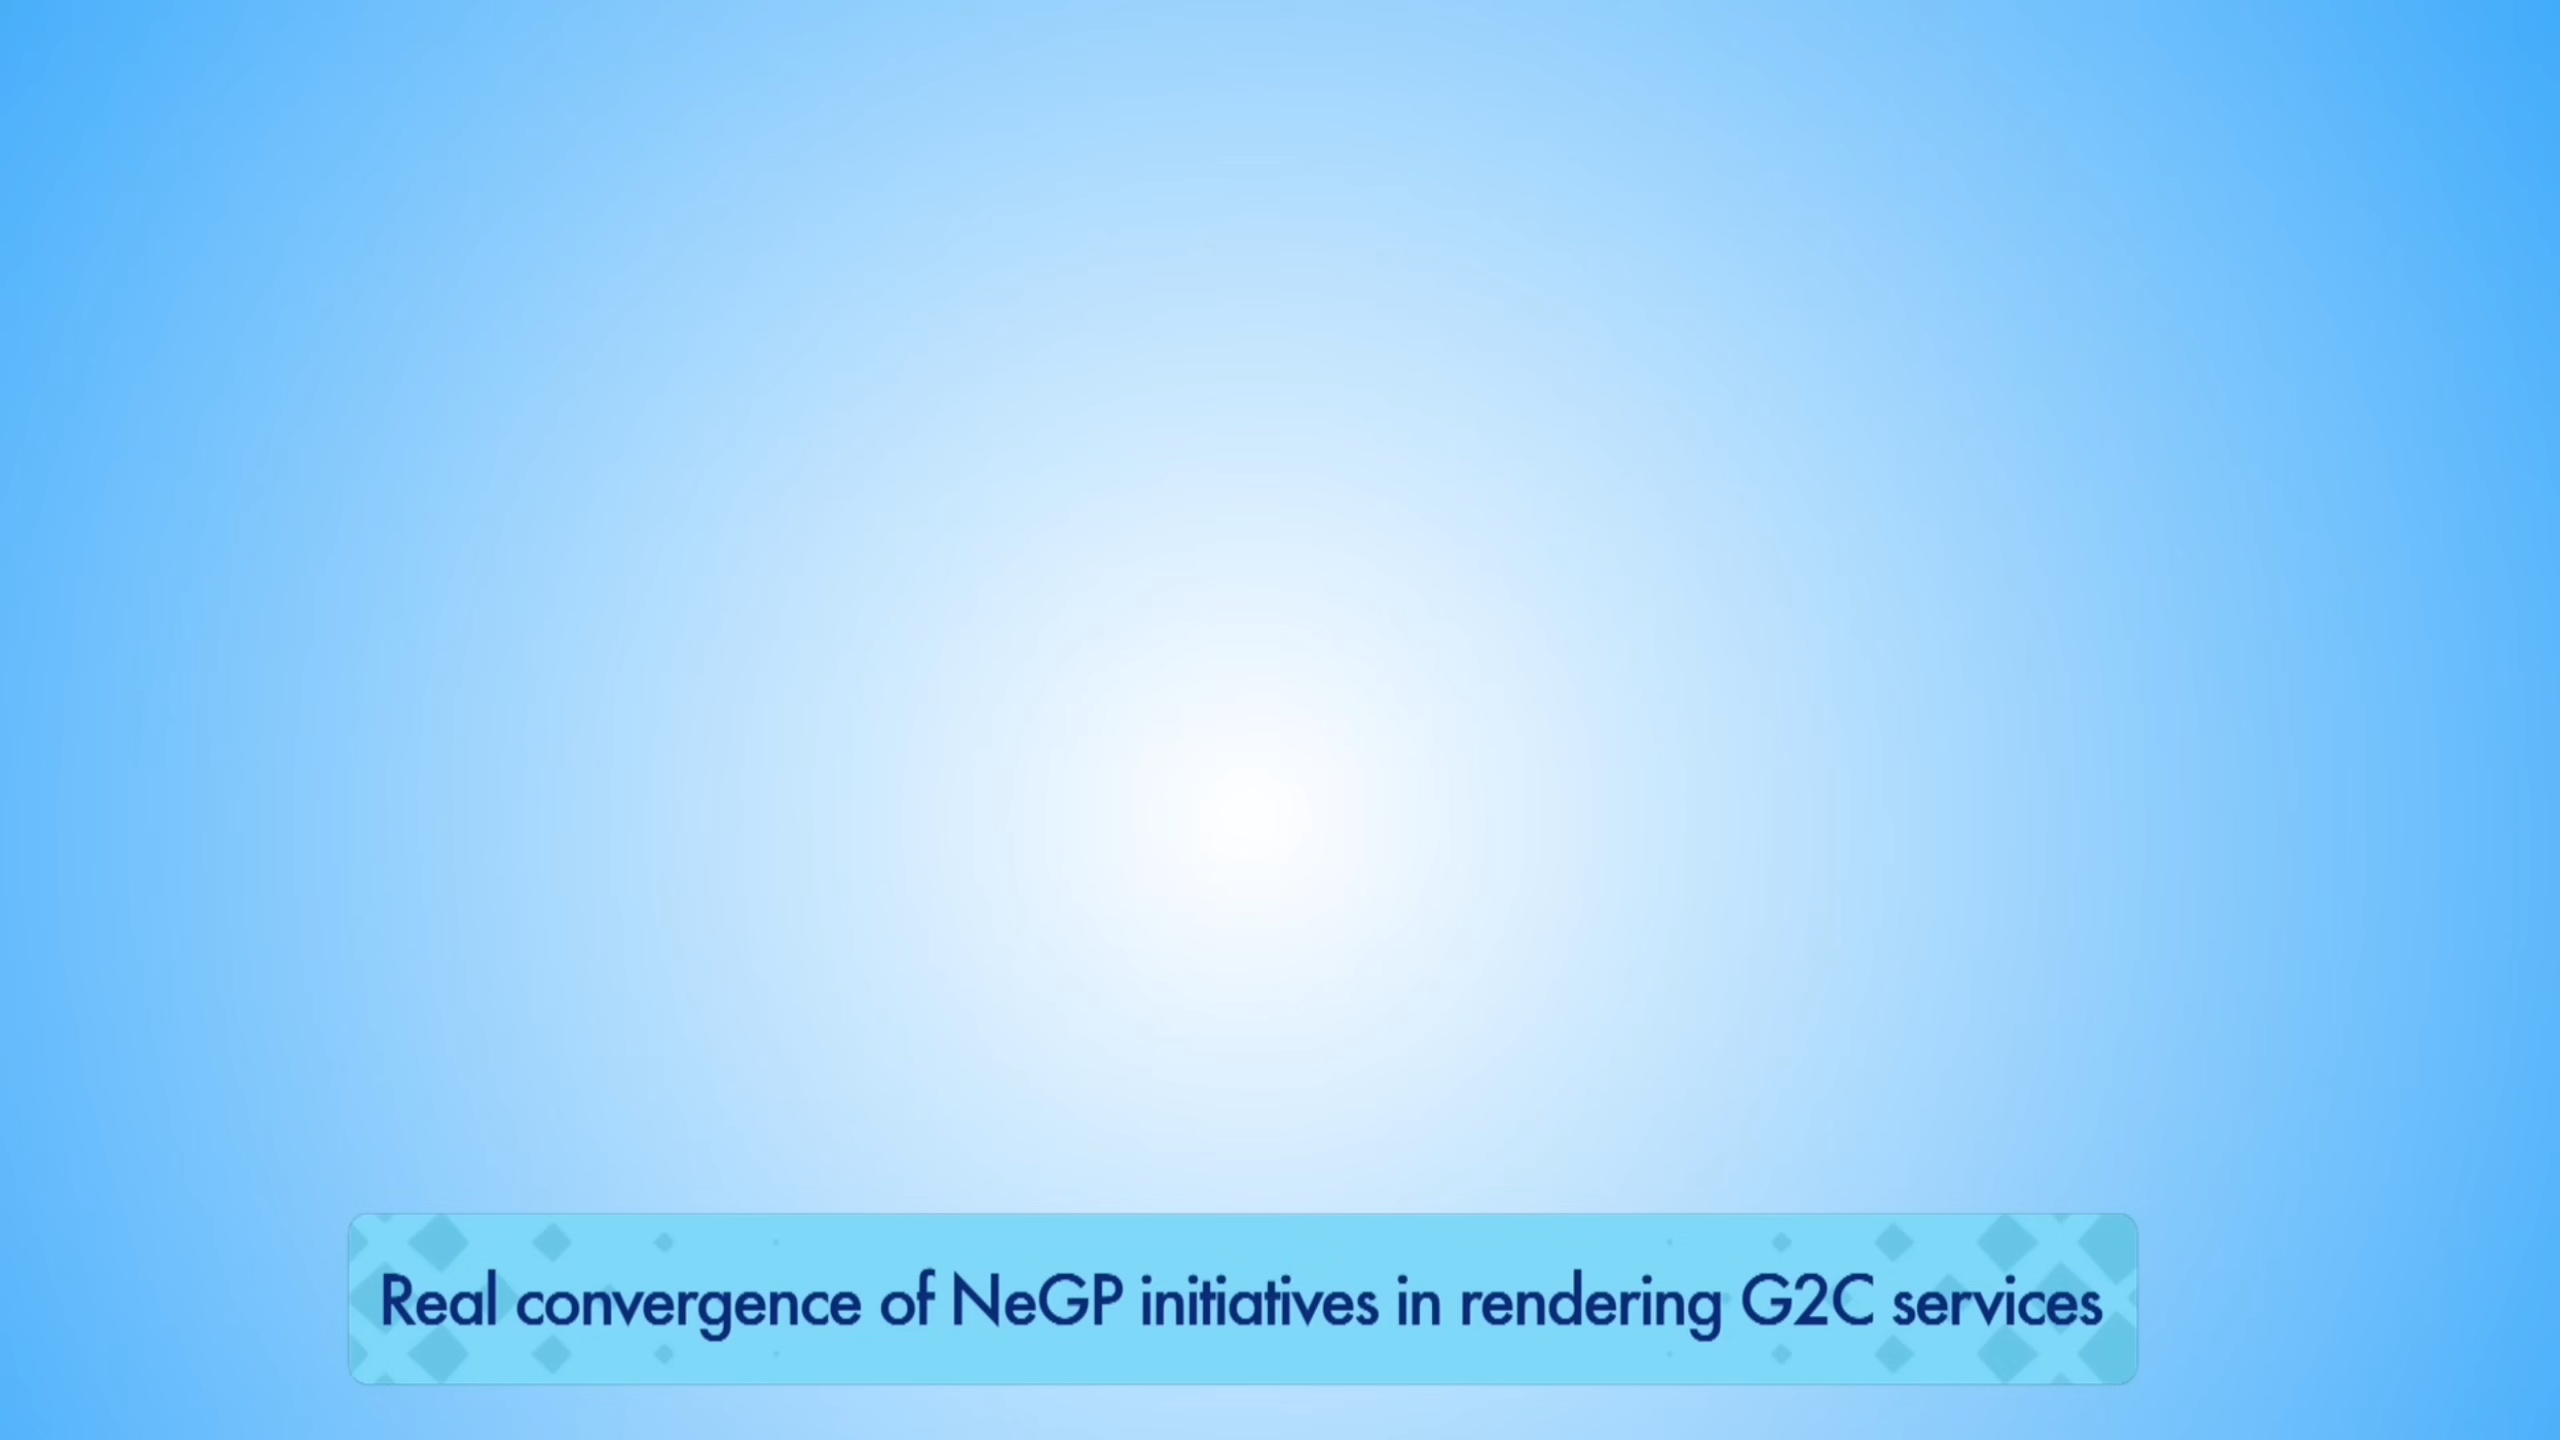 Real convergence of NeGP initiatives in rendering G2C services